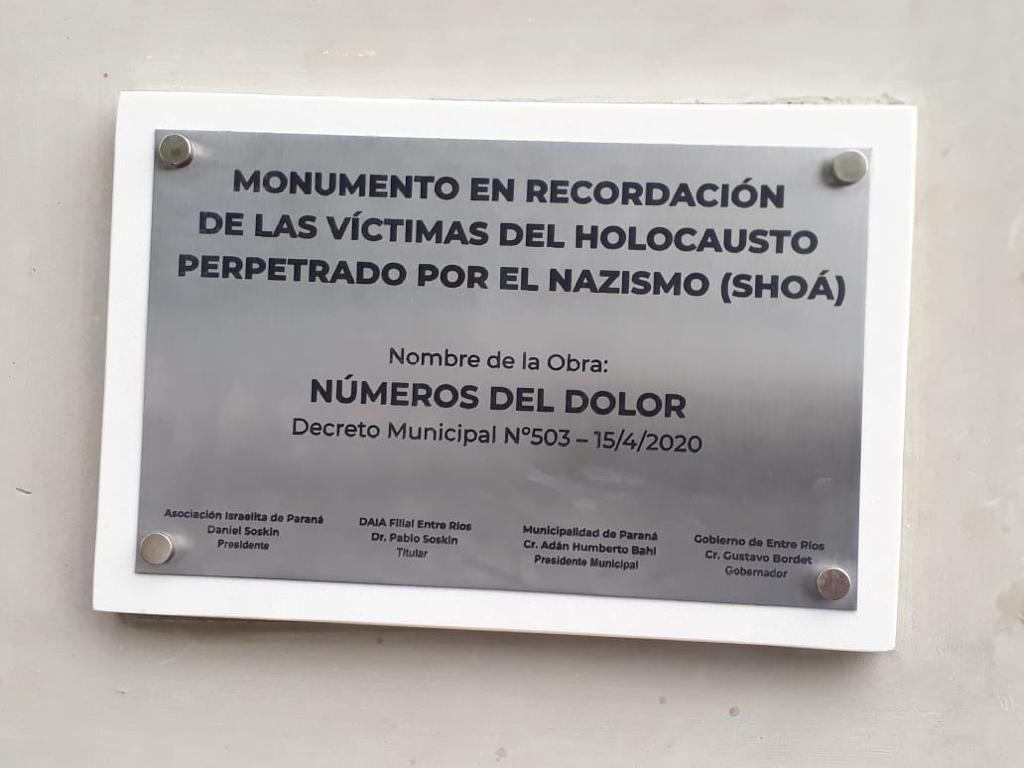 MONUMENTO EN RECORDACIÓN
DE LAS VÍCTIMAS DEL HOLOCAUSTO
PERPETRADO POR EL NAZISMO (SHOÁ)
Nombre de la Obra:
NÚMEROS DEL DOLOR
Decreto Municipal Nº503 – 15/4/2020
Asociación Israelita de Paraná
Daniel Soskin
Presidente
DAIA Filial Entre Ríos
Dr. Pablo Soskin
Titular
Municipalidad de Paraná
Cr. Adán Humberto Bahl
Presidente Municipal
Gobierno de Entre Ríos
Cr. Gustavo Bordet
Gobernador